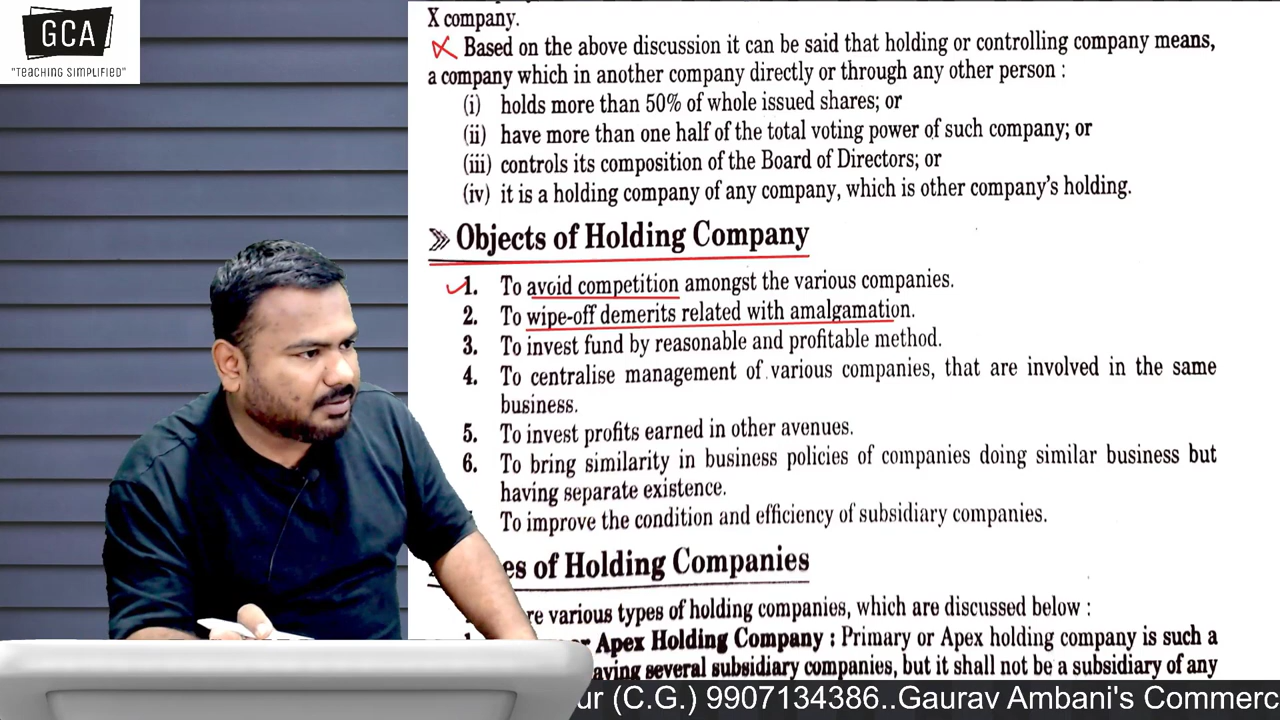 GCA
"TEACHING SIMPLIFIED"
X company.
Based on the above discussion it can be said that holding or controlling company means,
a company which in another company directly or through any other person :
(i) holds more than 50% of whole issued shares; or
(ii) have more than one half of the total voting power of such company; or
(iii) controls its composition of the Board of Directors; or
(iv) it is a holding company of any company, which is other company's holding.
Objects of Holding Company
1. To avoid competition amongst the various companies.
2. To wipe-off demerits related with amalgamation.
3. To invest fund by reasonable and profitable method.
4. To centralise management of various companies, that are involved in the same
business.
5. To invest profits earned in other avenues.
6. To bring similarity in business policies of companies doing similar business but
having separate existence.
To improve the condition and efficiency of subsidiary companies.
es of Holding Companies
re various types of holding companies, which are discussed below :
or Apex Holding Company : Primary or Apex holding company is such a
aving several subsidiary companies, but it shall not be a subsidiary of any
ur (C.G.) 9907134386..Gaurav Ambani's Commerc